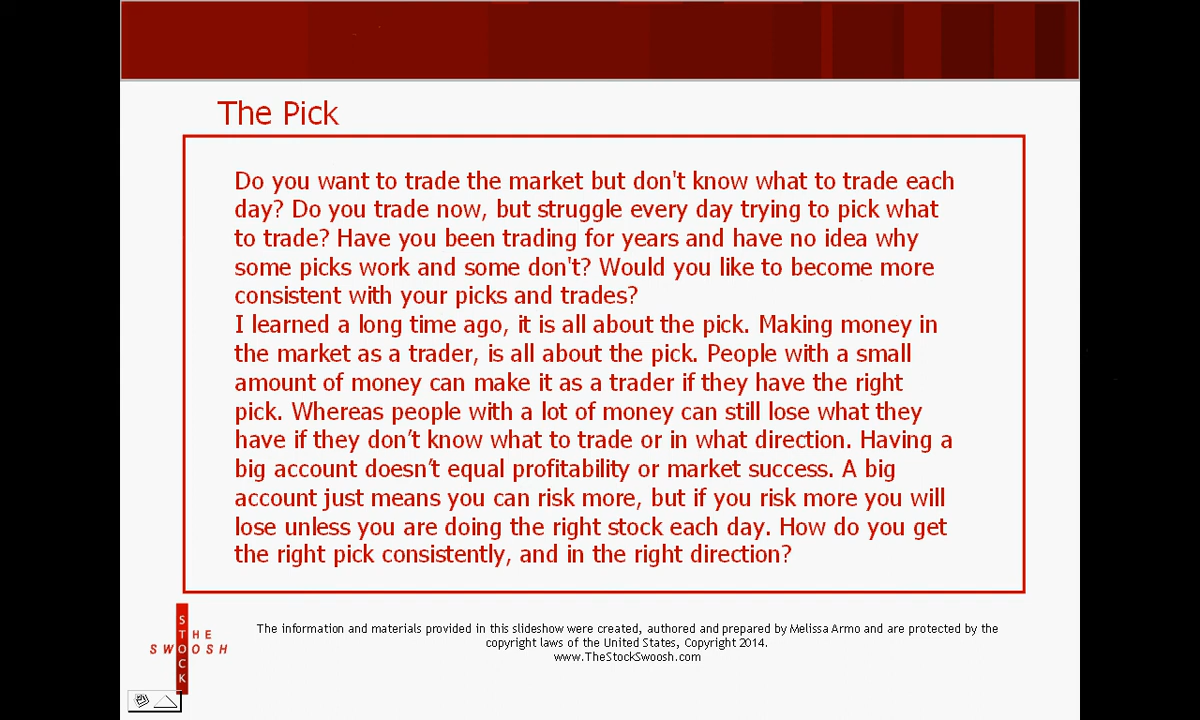 The Pick
Do you want to trade the market but don't know what to trade each
day? Do you trade now, but struggle every day trying to pick what
to trade? Have you been trading for years and have no idea why
some picks work and some don't? Would you like to become more
consistent with your picks and trades?
I learned a long time ago, it is all about the pick. Making money in
the market as a trader, is all about the pick. People with a small
amount of money can make it as a trader if they have the right
pick. Whereas people with a lot of money can still lose what they
have if they don’t know what to trade or in what direction. Having a
big account doesn’t equal profitability or market success. A big
account just means you can risk more, but if you risk more you will
lose unless you are doing the right stock each day. How do you get
the right pick consistently, and in the right direction?
THE
STOCK
SWOOSH
The information and materials provided in this slideshow were created, authored and prepared by Melissa Armo and are protected by the
copyright laws of the United States, Copyright 2014.
www.TheStockSwoosh.com